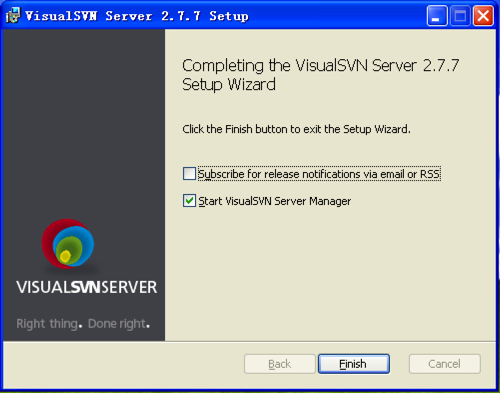 VisualSVN Server 2.7.7 Setup
Completing the VisualSVN Server 2.7.7
Setup Wizard
Click the Finish button to exit the Setup Wizard.
Subscribe for release notifications via email or RSS
Start VisualSVN Server Manager
VISUALSVNSERVER
Right thing. Done right.
Back
Finish
Cancel